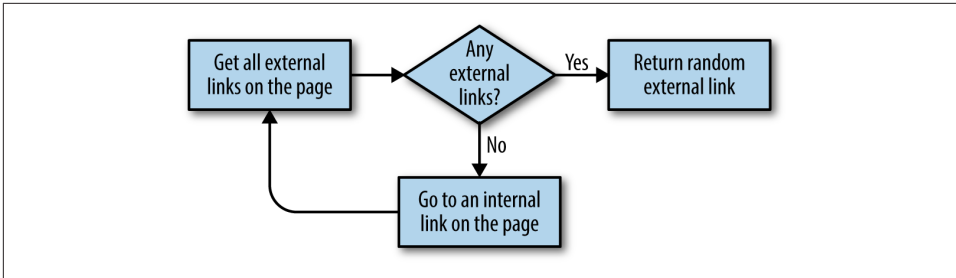 Get all external
links on the page
Any
external
links?
Yes
Return random
external link
No
Go to an internal
link on the page